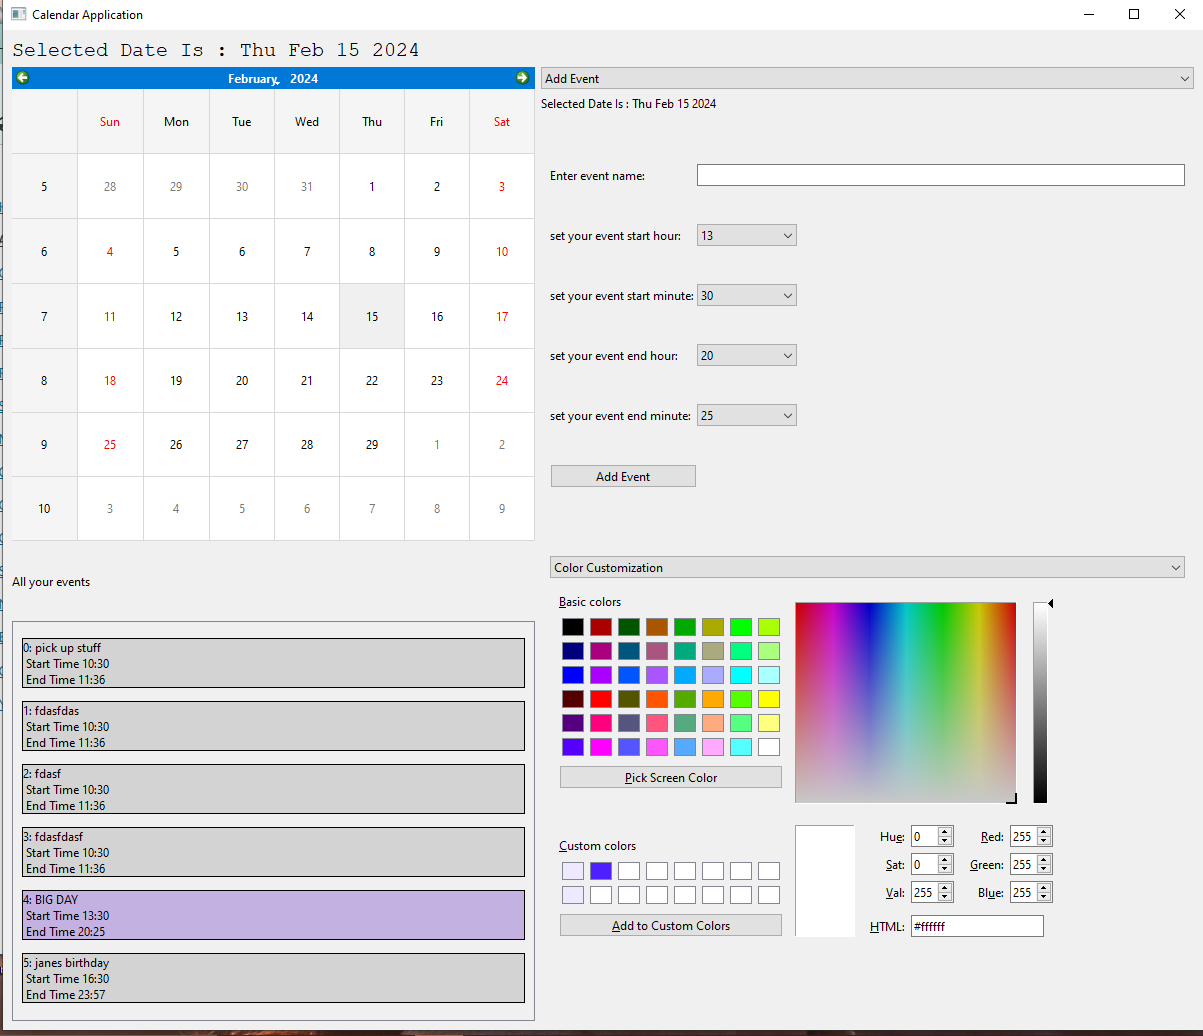 Calendar Application
Selected Date Is : Thu Feb 15 2024
February, 2024
Sun Mon Tue Wed Thu Fri Sat
5 28 29 30 31 1 2 3
6 4 5 6 7 8 9 10
7 11 12 13 14 15 16 17
8 18 19 20 21 22 23 24
9 25 26 27 28 29 1 2
10 3 4 5 6 7 8 9
All your events
0: pick up stuff
Start Time 10:30
End Time 11:36
1: fdasfdas
Start Time 10:30
End Time 11:36
2: fdasf
Start Time 10:30
End Time 11:36
3: fdasfdasf
Start Time 10:30
End Time 11:36
4: BIG DAY
Start Time 13:30
End Time 20:25
5: janes birthday
Start Time 16:30
End Time 23:57
Add Event
Selected Date Is : Thu Feb 15 2024
Enter event name:
set your event start hour: 13
set your event start minute: 30
set your event end hour: 20
set your event end minute: 25
Add Event
Color Customization
Basic colors
Pick Screen Color
Custom colors
Add to Custom Colors
Hue: 0 Red: 255
Sat: 0 Green: 255
Val: 255 Blue: 255
HTML: #ffffff